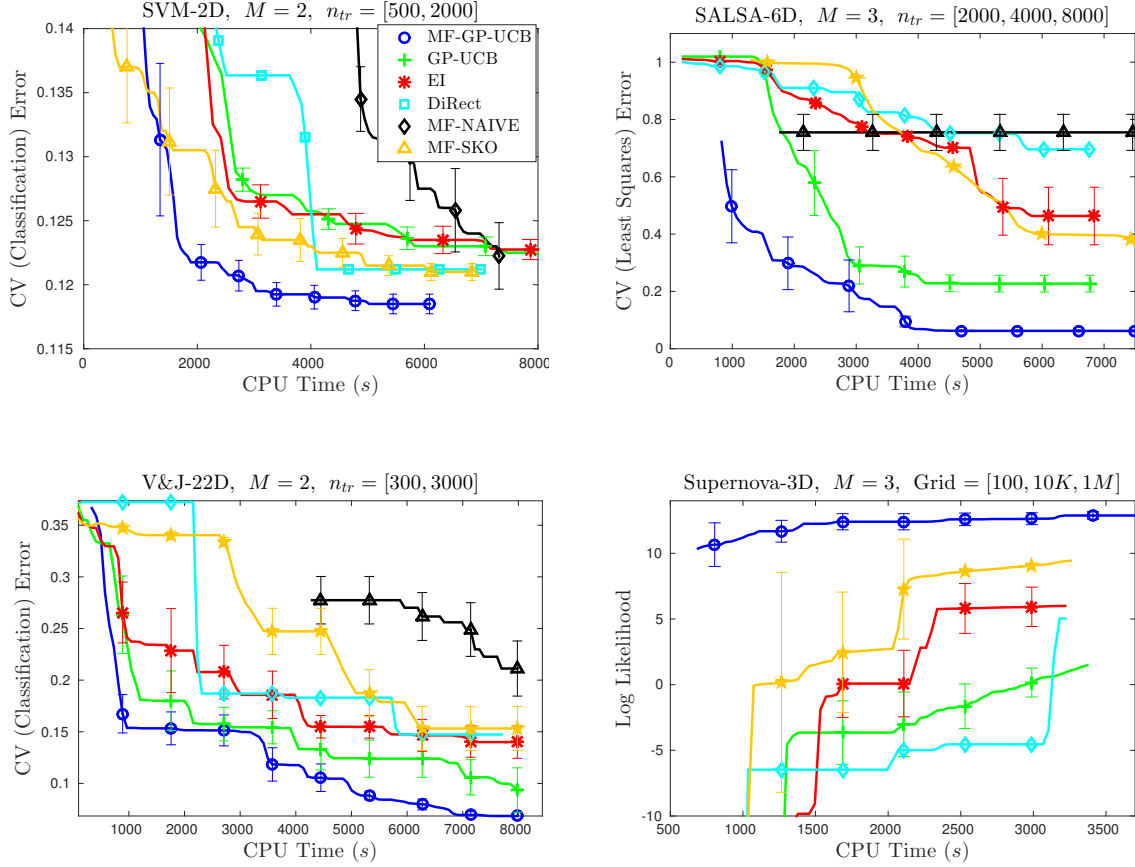 SVM-2D, M = 2, n_tr = [500, 2000]
0.14
0.135
0.13
0.125
0.12
0.115
CV (Classification) Error
0
2000
4000
6000
8000
CPU Time (s)
MF-GP-UCB
GP-UCB
EI
DiRect
MF-NAIVE
MF-SKO
SALSA-6D, M = 3, n_tr = [2000, 4000, 8000]
1
0.8
0.6
0.4
0.2
0
CV (Least Squares) Error
0
1000
2000
3000
4000
5000
6000
7000
CPU Time (s)
V&J-22D, M = 2, n_tr = [300, 3000]
0.35
0.3
0.25
0.2
0.15
0.1
CV (Classification) Error
1000
2000
3000
4000
5000
6000
7000
8000
CPU Time (s)
Supernova-3D, M = 3, Grid = [100, 10K, 1M]
10
5
0
-5
-10
Log Likelihood
500
1000
1500
2000
2500
3000
3500
CPU Time (s)